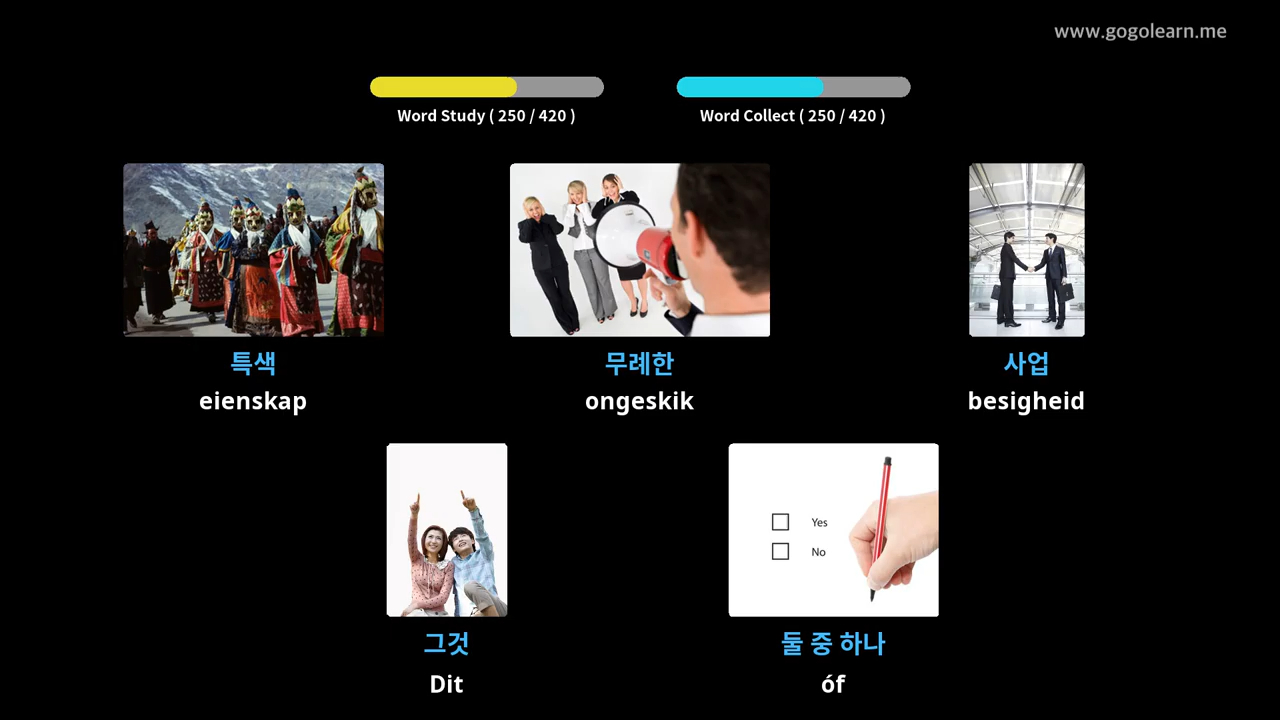 www.gogolearn.me
Word Study ( 250 / 420 )
Word Collect ( 250 / 420 )
특색
eienskap
무례한
ongeskik
사업
besigheid
Yes
No
그것
Dit
둘 중 하나
óf